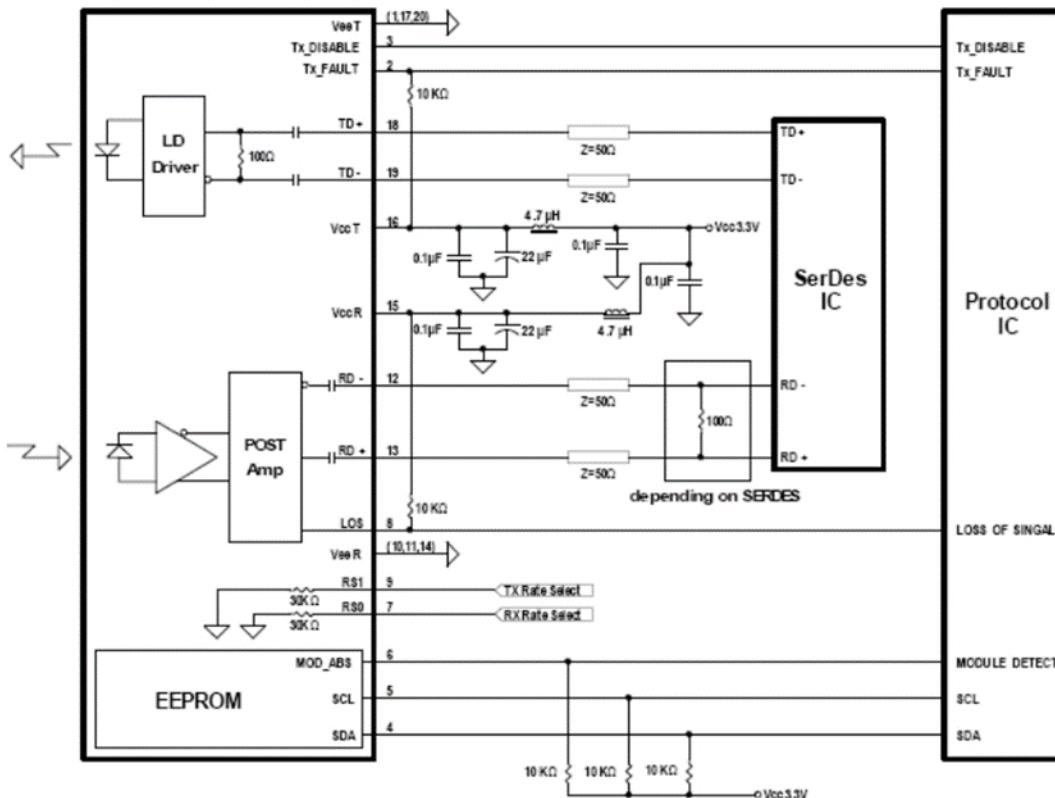 VeeT (1,17,20)
Tx_DISABLE 3 Tx_DISABLE
Tx_FAULT 2 Tx_FAULT
10 KΩ
TD+ 18 TD+
LD
Driver
100Ω
Z=50Ω
TD- 19 TD-
Z=50Ω
VccT 16
4.7 µH
Vcc3.3V
0.1µF
22 µF
0.1µF
0.1µF
SerDes
IC
Protocol
IC
VccR 15
0.1µF
22 µF
4.7 µH
RD - 12 RD -
Z=50Ω
POST
Amp
100Ω
RD + 13 RD +
Z=50Ω
depending on SERDES
10 KΩ
LOS 8 LOSS OF SINGAL
VeeR (10,11,14)
RS1 9 TX Rate Select
30KΩ
RS0 7 RX Rate Select
30KΩ
MOD_ABS 6 MODULE DETECT
EEPROM
SCL 5 SCL
SDA 4 SDA
10 KΩ 10 KΩ 10 KΩ
Vcc3.3V